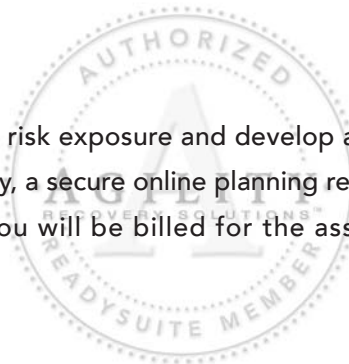 AUTHORIZED
risk exposure and develop a
AGILITY
y, a secure online planning re
RECOVERY SOLUTIONS™
ou will be billed for the ass
READYSUITE MEMBER